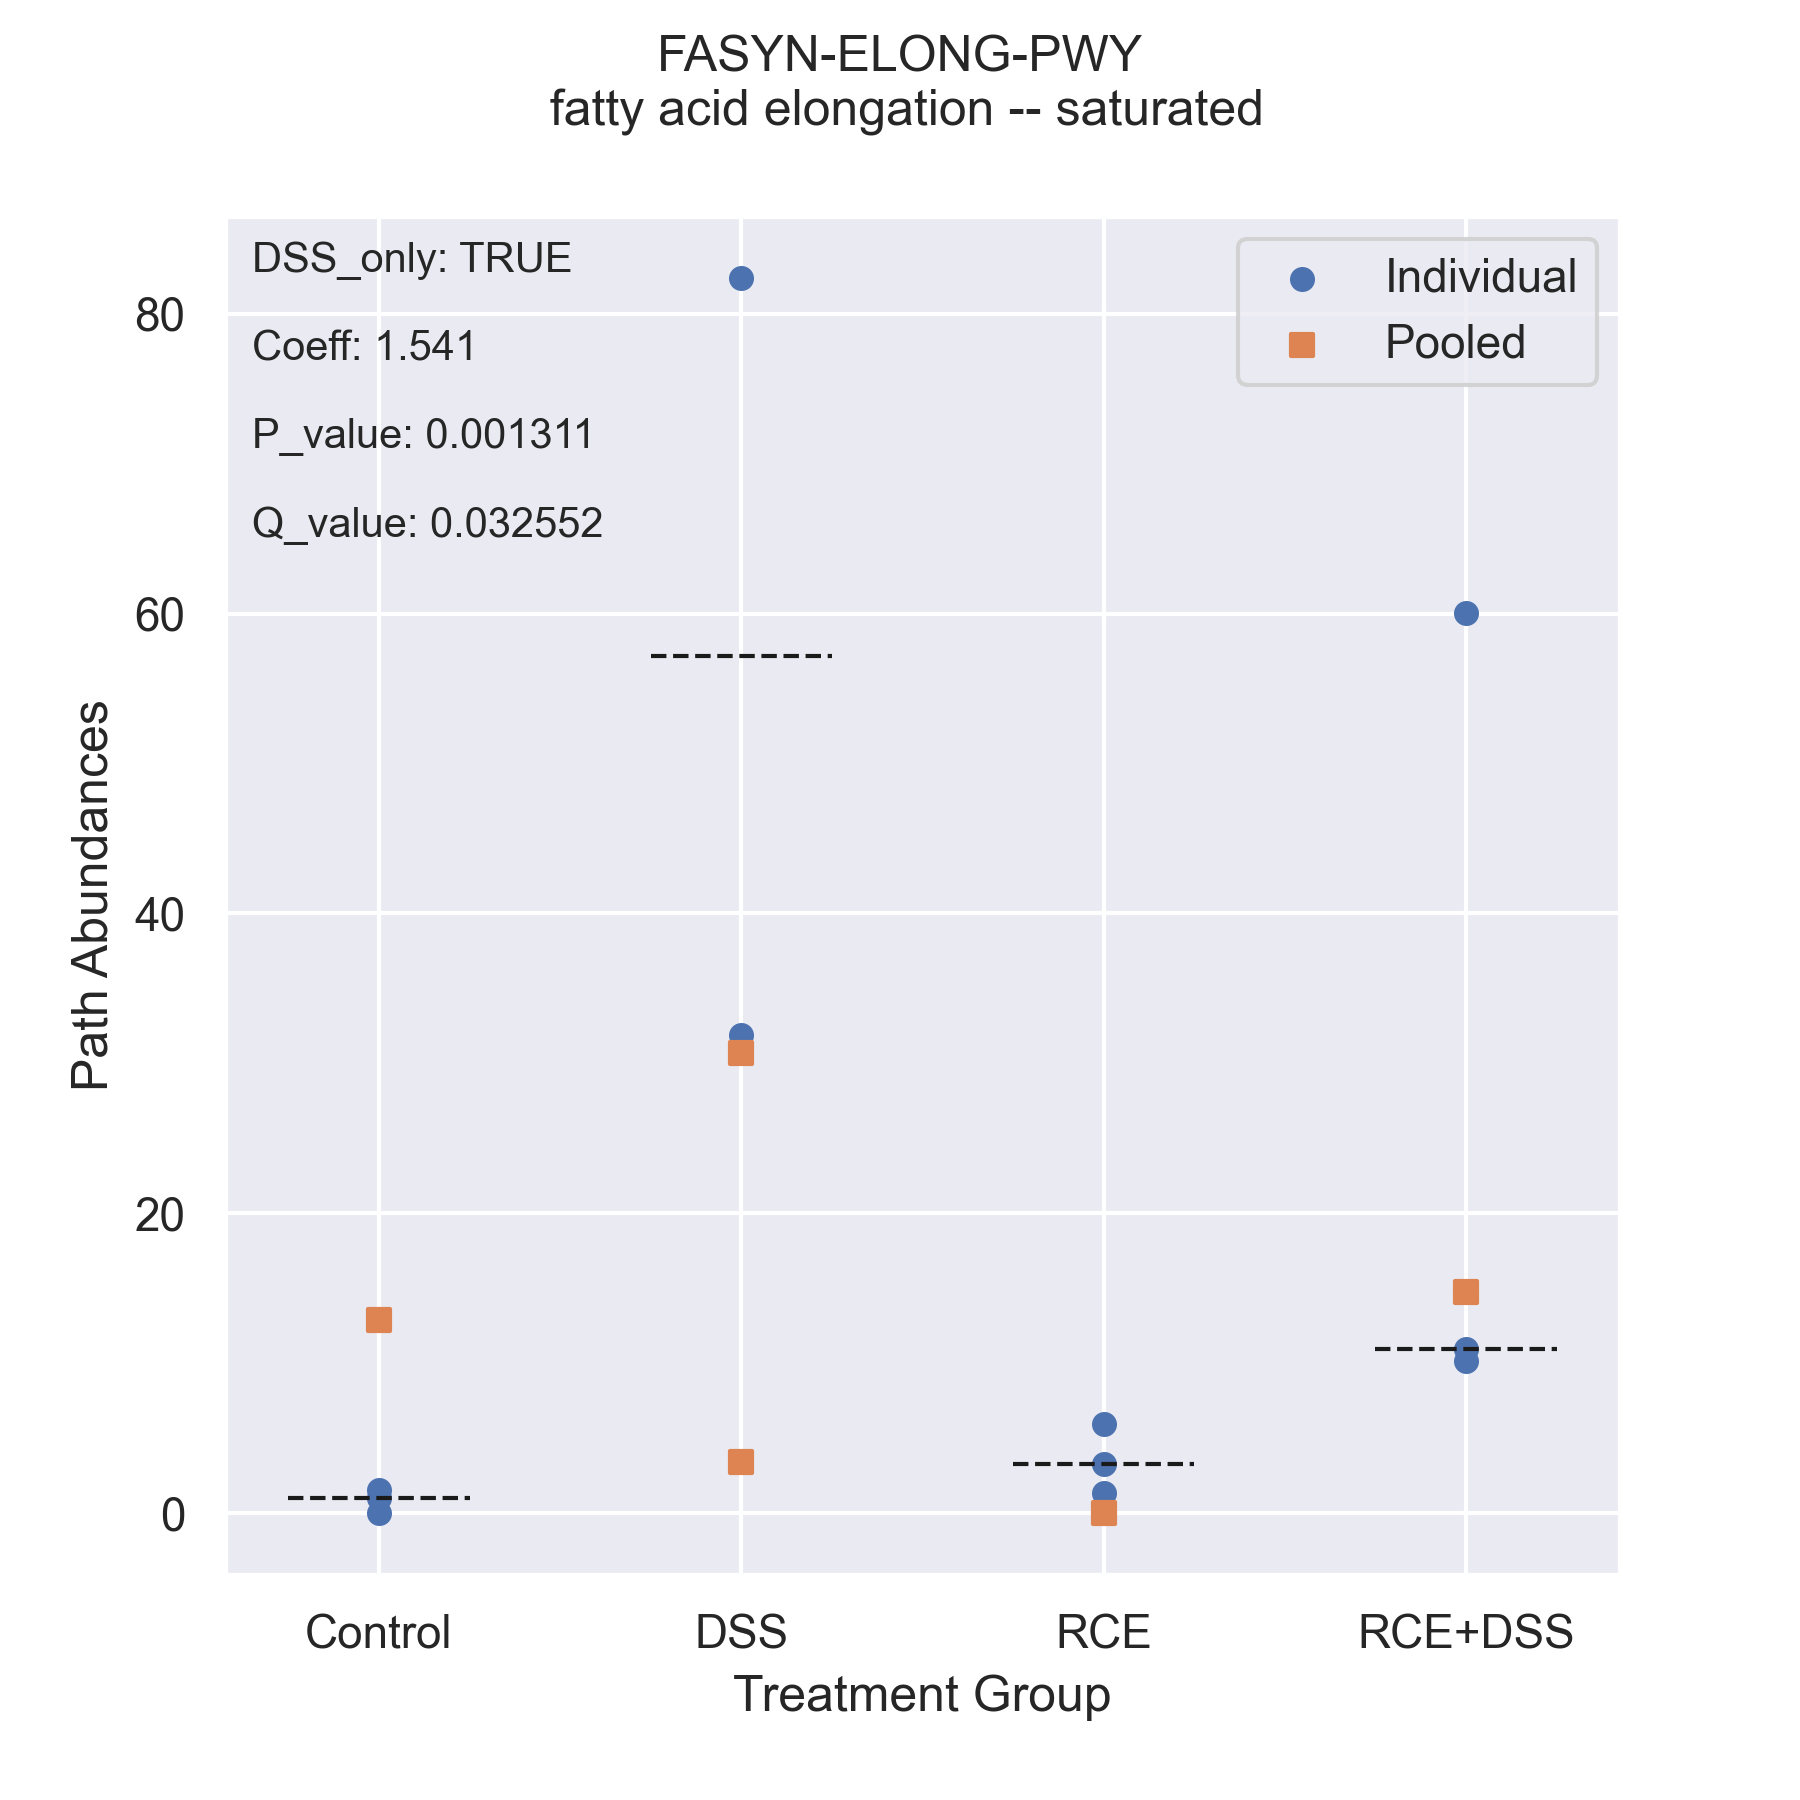 FASYN-ELONG-PWY
fatty acid elongation -- saturated
DSS_only: TRUE
Coeff: 1.541
P_value: 0.001311
Q_value: 0.032552
Individual
Pooled
80
60
40
20
0
Path Abundances
Control
DSS
RCE
RCE+DSS
Treatment Group